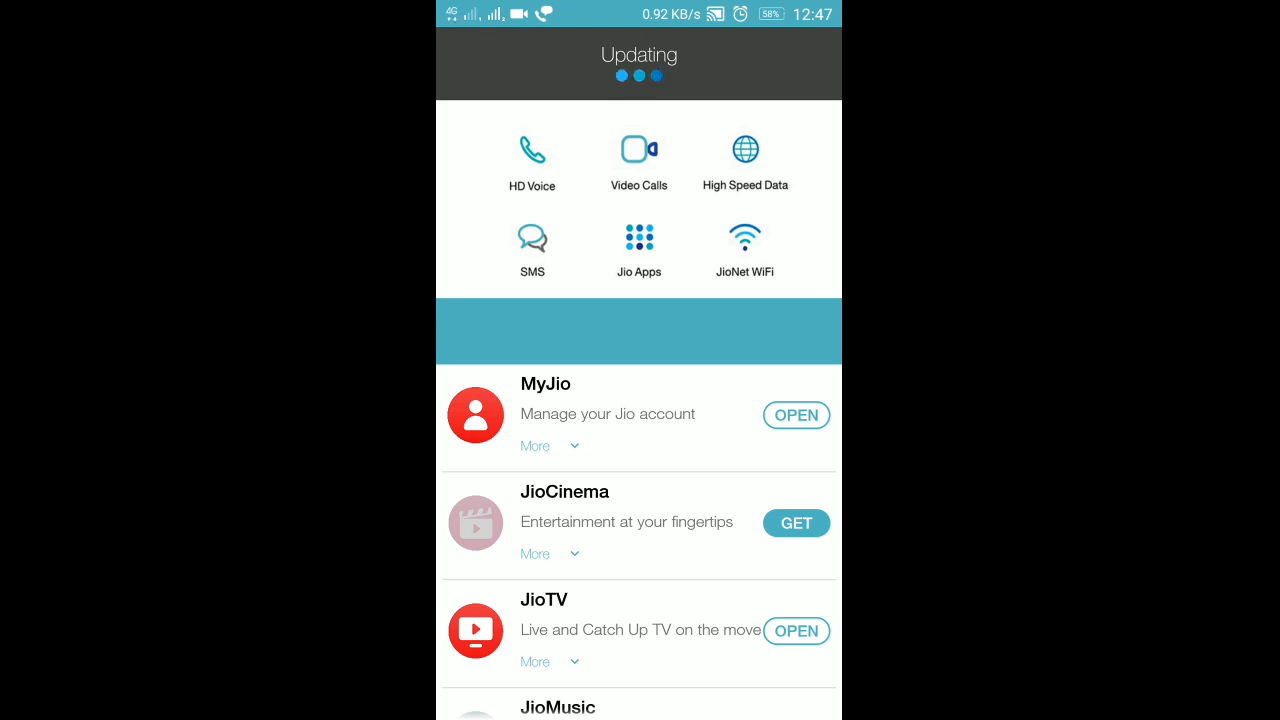 4G 1 2 0.92 KB/s 58% 12:47
Updating
HD Voice Video Calls High Speed Data
SMS Jio Apps JioNet WiFi
MyJio
Manage your Jio account
OPEN
More
JioCinema
Entertainment at your fingertips
GET
More
JioTV
Live and Catch Up TV on the move
OPEN
More
JioMusic